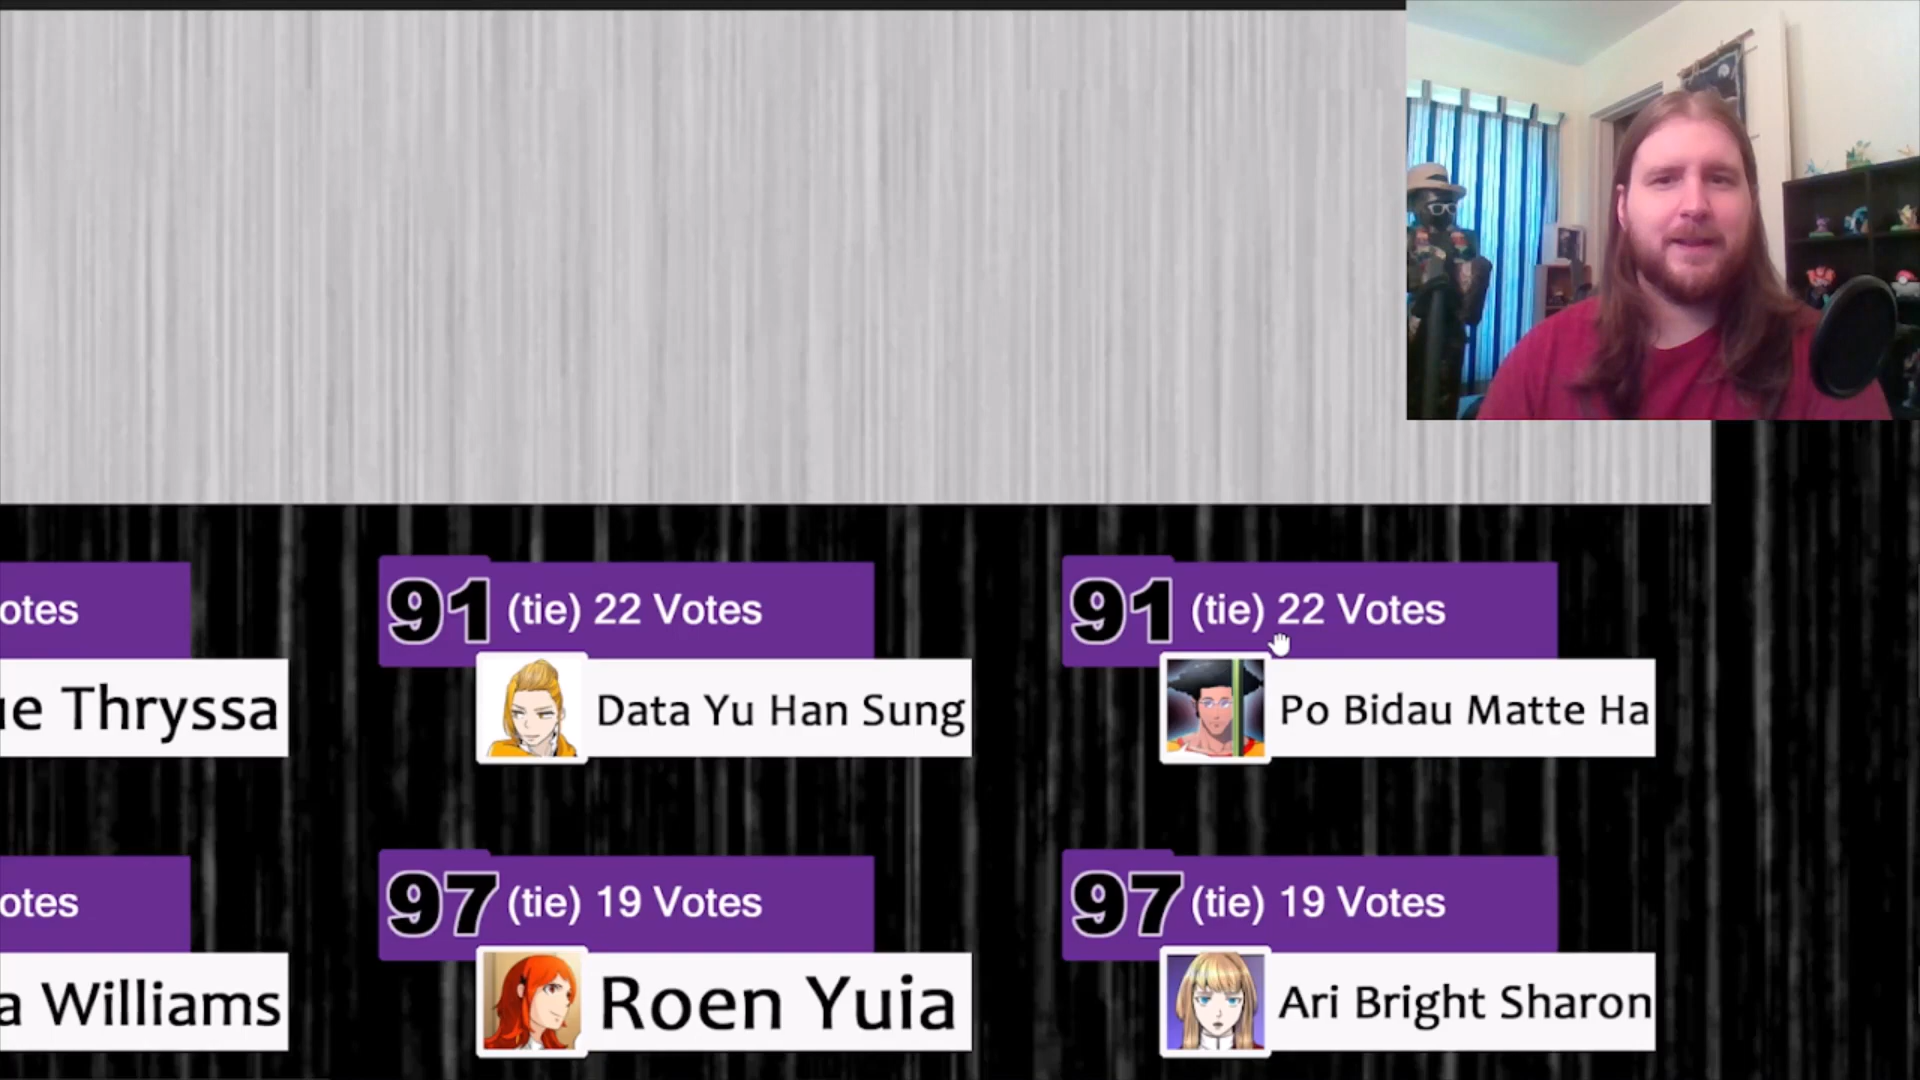 otes
91 (tie) 22 Votes
91 (tie) 22 Votes
ue Thryssa
Data Yu Han Sung
Po Bidau Matte Ha
otes
97 (tie) 19 Votes
97 (tie) 19 Votes
a Williams
Roen Yuia
Ari Bright Sharon